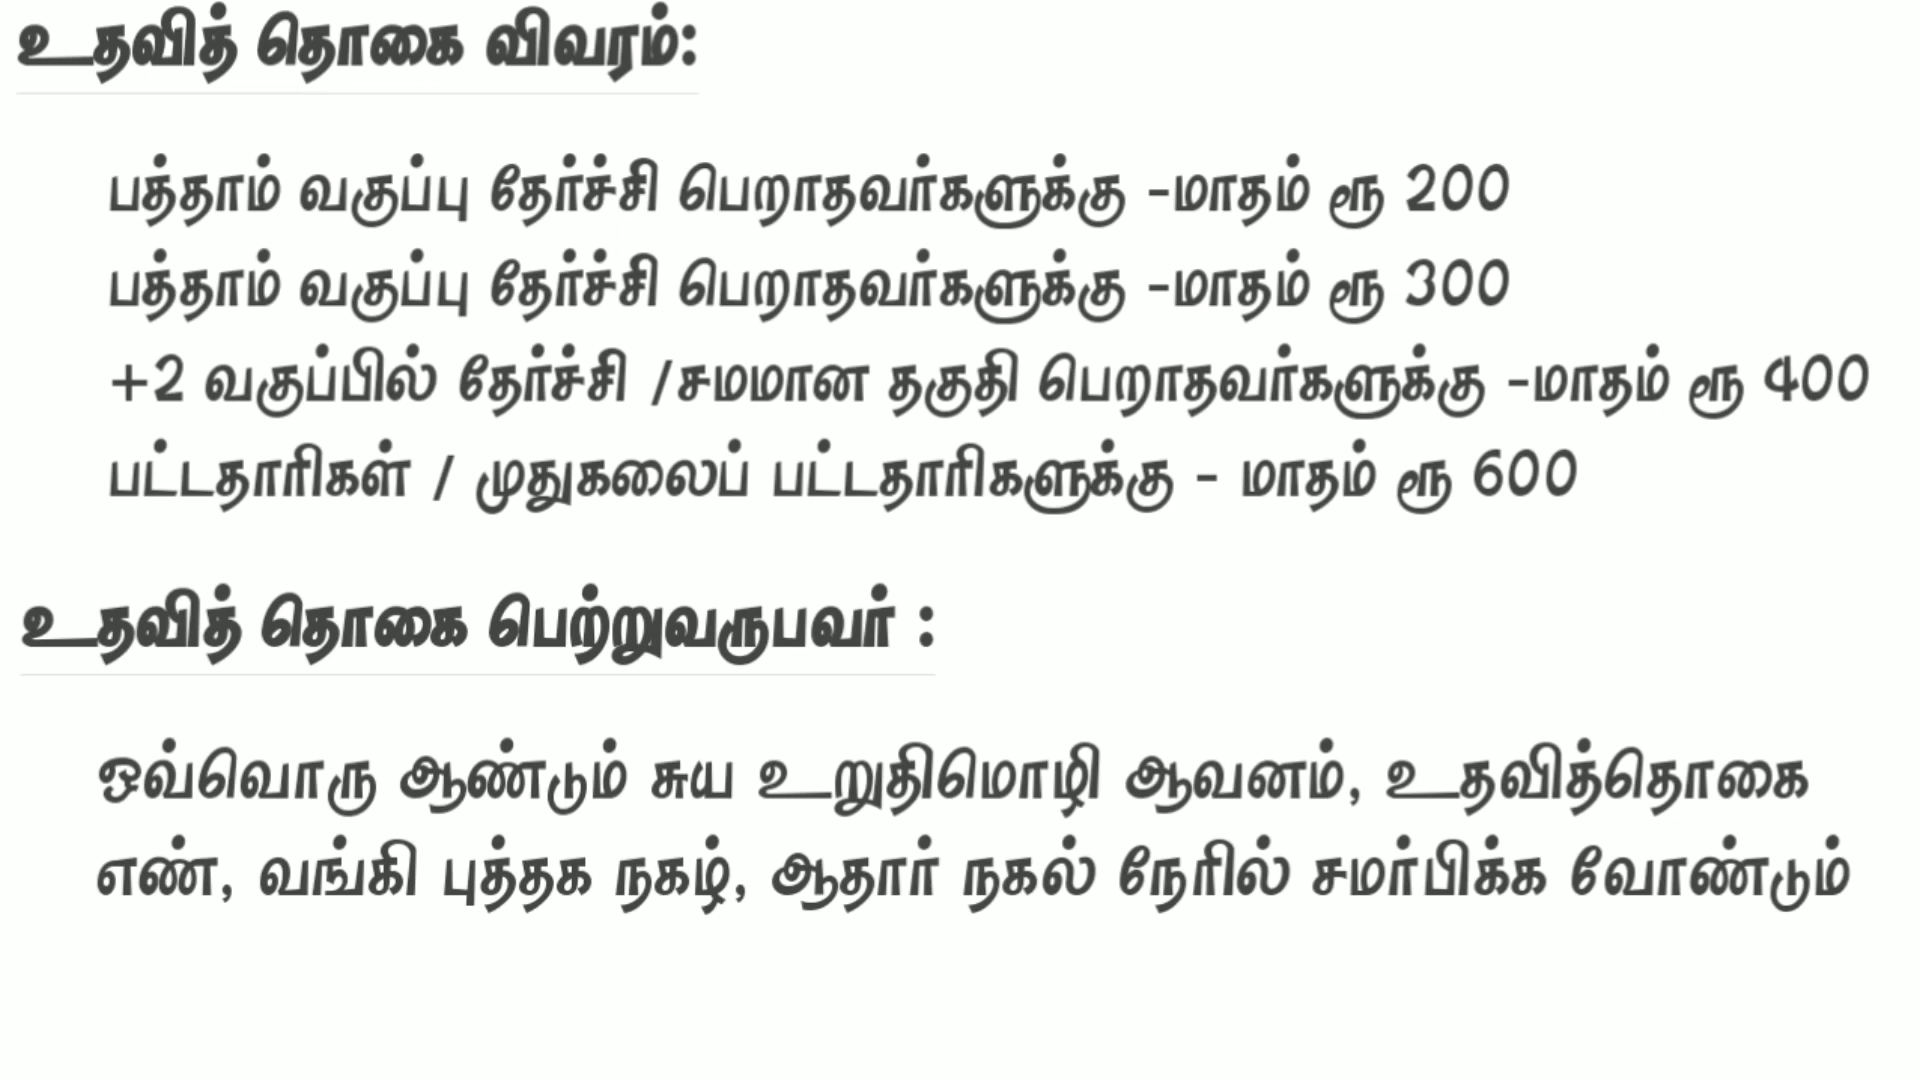 உதவித் தொகை விவரம்:
பத்தாம் வகுப்பு தேர்ச்சி பெறாதவர்களுக்கு -மாதம் ரூ 200
பத்தாம் வகுப்பு தேர்ச்சி பெறாதவர்களுக்கு -மாதம் ரூ 300
+2 வகுப்பில் தேர்ச்சி /சமமான தகுதி பெறாதவர்களுக்கு -மாதம் ரூ 400
பட்டதாரிகள் / முதுகலைப் பட்டதாரிகளுக்கு - மாதம் ரூ 600
உதவித் தொகை பெற்றுவருபவர் :
ஒவ்வொரு ஆண்டும் சுய உறுதிமொழி ஆவனம், உதவித்தொகை
எண், வங்கி புத்தக நகழ், ஆதார் நகல் நேரில் சமர்பிக்க வோண்டும்